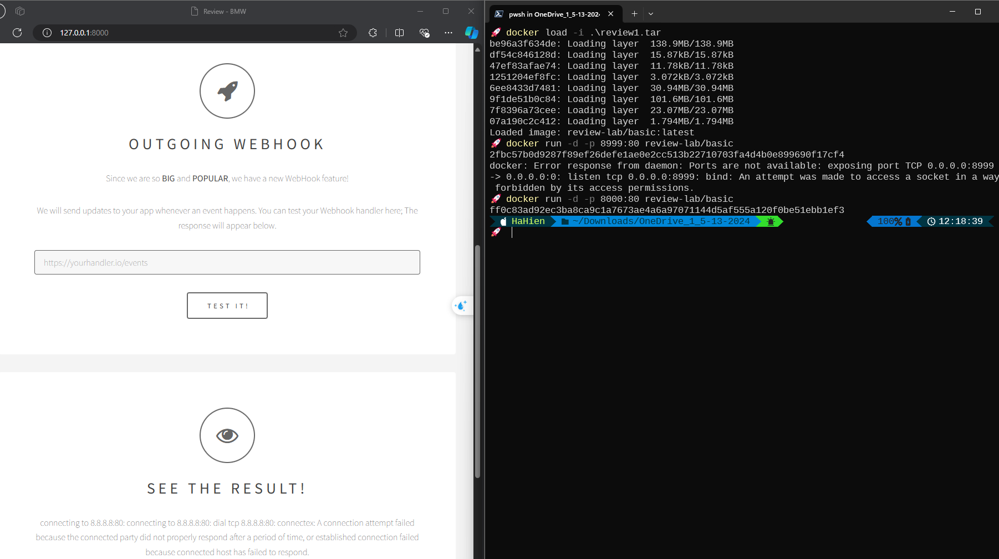 Review - BMW
127.0.0.1:8000
OUTGOING WEBHOOK
Since we are so BIG and POPULAR, we have a new WebHook feature!
We will send updates to your app whenever an event happens. You can test your Webhook handler here; The
response will appear below.
https://yourhandler.io/events
TEST IT!
SEE THE RESULT!
connecting to 8.8.8.8:80: connecting to 8.8.8.8:80: dial tcp 8.8.8.8:80: connectex: A connection attempt failed
because the connected party did not properly respond after a period of time, or established connection failed
because connected host has failed to respond.
pwsh in OneDrive_1_5-13-202
docker load -i .\review1.tar
be96a3f634de: Loading layer  138.9MB/138.9MB
df54c846128d: Loading layer  15.87kB/15.87kB
47ef83afae74: Loading layer  11.78kB/11.78kB
1251204ef8fc: Loading layer  3.072kB/3.072kB
6ee8433d7481: Loading layer  30.94MB/30.94MB
9f1de51b0c84: Loading layer  101.6MB/101.6MB
7f8396a73cee: Loading layer  23.07MB/23.07MB
07a190c2c412: Loading layer  1.794MB/1.794MB
Loaded image: review-lab/basic:latest
docker run -d -p 8999:80 review-lab/basic
2fbc57b0d9287f89ef26defe1ae0e2cc513b22710703fa4d4b0e899690f17cf4
docker: Error response from daemon: Ports are not available: exposing port TCP 0.0.0.0:8999
-> 0.0.0.0:0: listen tcp 0.0.0.0:8999: bind: An attempt was made to access a socket in a way
forbidden by its access permissions.
docker run -d -p 8000:80 review-lab/basic
ff0c83ad92ec3ba8ca9c1a7673ae4a6a97071144d5af555a120f0be51ebb1ef3
HaHien ~/Downloads/OneDrive_1_5-13-2024 100% 12:18:39